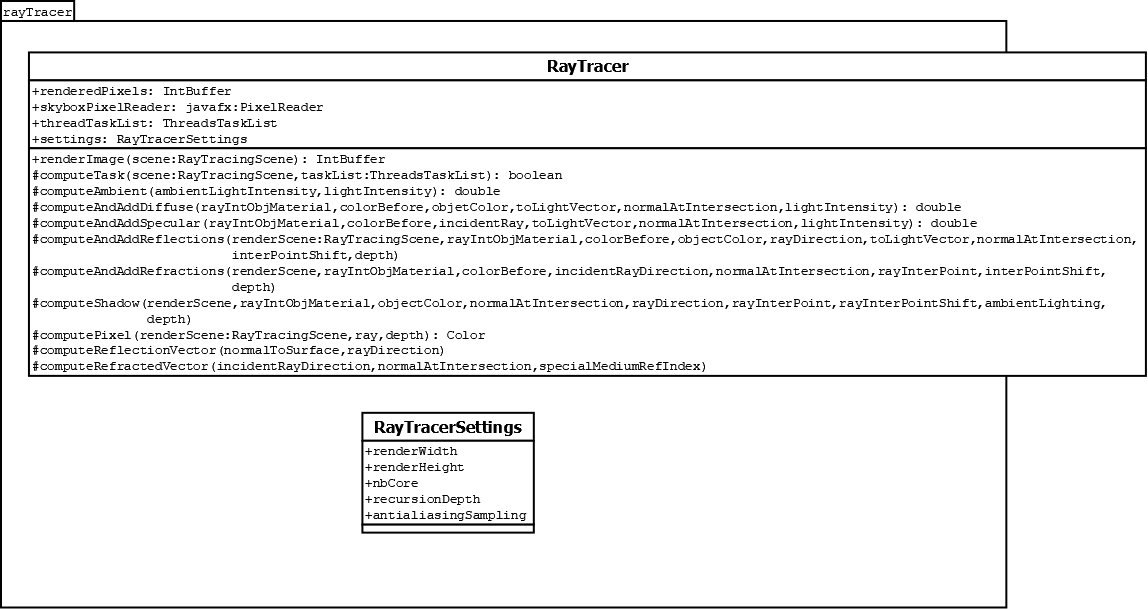 rayTracer
RayTracer
+renderedPixels: IntBuffer
+skyboxPixelReader: javafx:PixelReader
+threadTaskList: ThreadsTaskList
+settings: RayTracerSettings
+renderImage(scene:RayTracingScene): IntBuffer
#computeTask(scene:RayTracingScene,taskList:ThreadsTaskList): boolean
#computeAmbient(ambientLightIntensity,lightIntensity): double
#computeAndAddDiffuse(rayIntObjMaterial,colorBefore,objetColor,toLightVector,normalAtIntersection,lightIntensity): double
#computeAndAddSpecular(rayIntObjMaterial,colorBefore,incidentRay,toLightVector,normalAtIntersection,lightIntensity): double
#computeAndAddReflections(renderScene:RayTracingScene,rayIntObjMaterial,colorBefore,objectColor,rayDirection,toLightVector,normalAtIntersection,
interPointShift,depth)
#computeAndAddRefractions(renderScene,rayIntObjMaterial,colorBefore,incidentRayDirection,normalAtIntersection,rayInterPoint,interPointShift,
depth)
#computeShadow(renderScene,rayIntObjMaterial,objectColor,normalAtIntersection,rayDirection,rayInterPoint,rayInterPointShift,ambientLighting,
depth)
#computePixel(renderScene:RayTracingScene,ray,depth): Color
#computeReflectionVector(normalToSurface,rayDirection)
#computeRefractedVector(incidentRayDirection,normalAtIntersection,specialMediumRefIndex)
RayTracerSettings
+renderWidth
+renderHeight
+nbCore
+recursionDepth
+antialiasingSampling